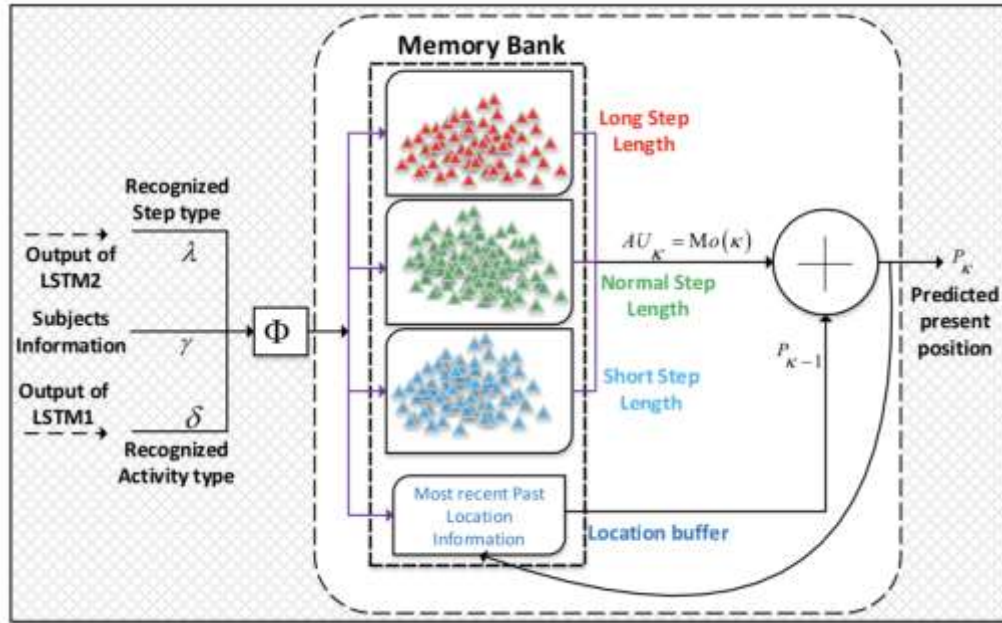 Memory Bank
Long Step
Length
Recognized
Step type
Output of
LSTM2
λ
AU_κ = Mo(κ)
P_κ
Normal Step
Length
Predicted
present
position
Subjects
Information
γ
Φ
P_κ−1
Short Step
Length
Output of
LSTM1
δ
Recognized
Activity type
Most recent Past
Location
Information
Location buffer